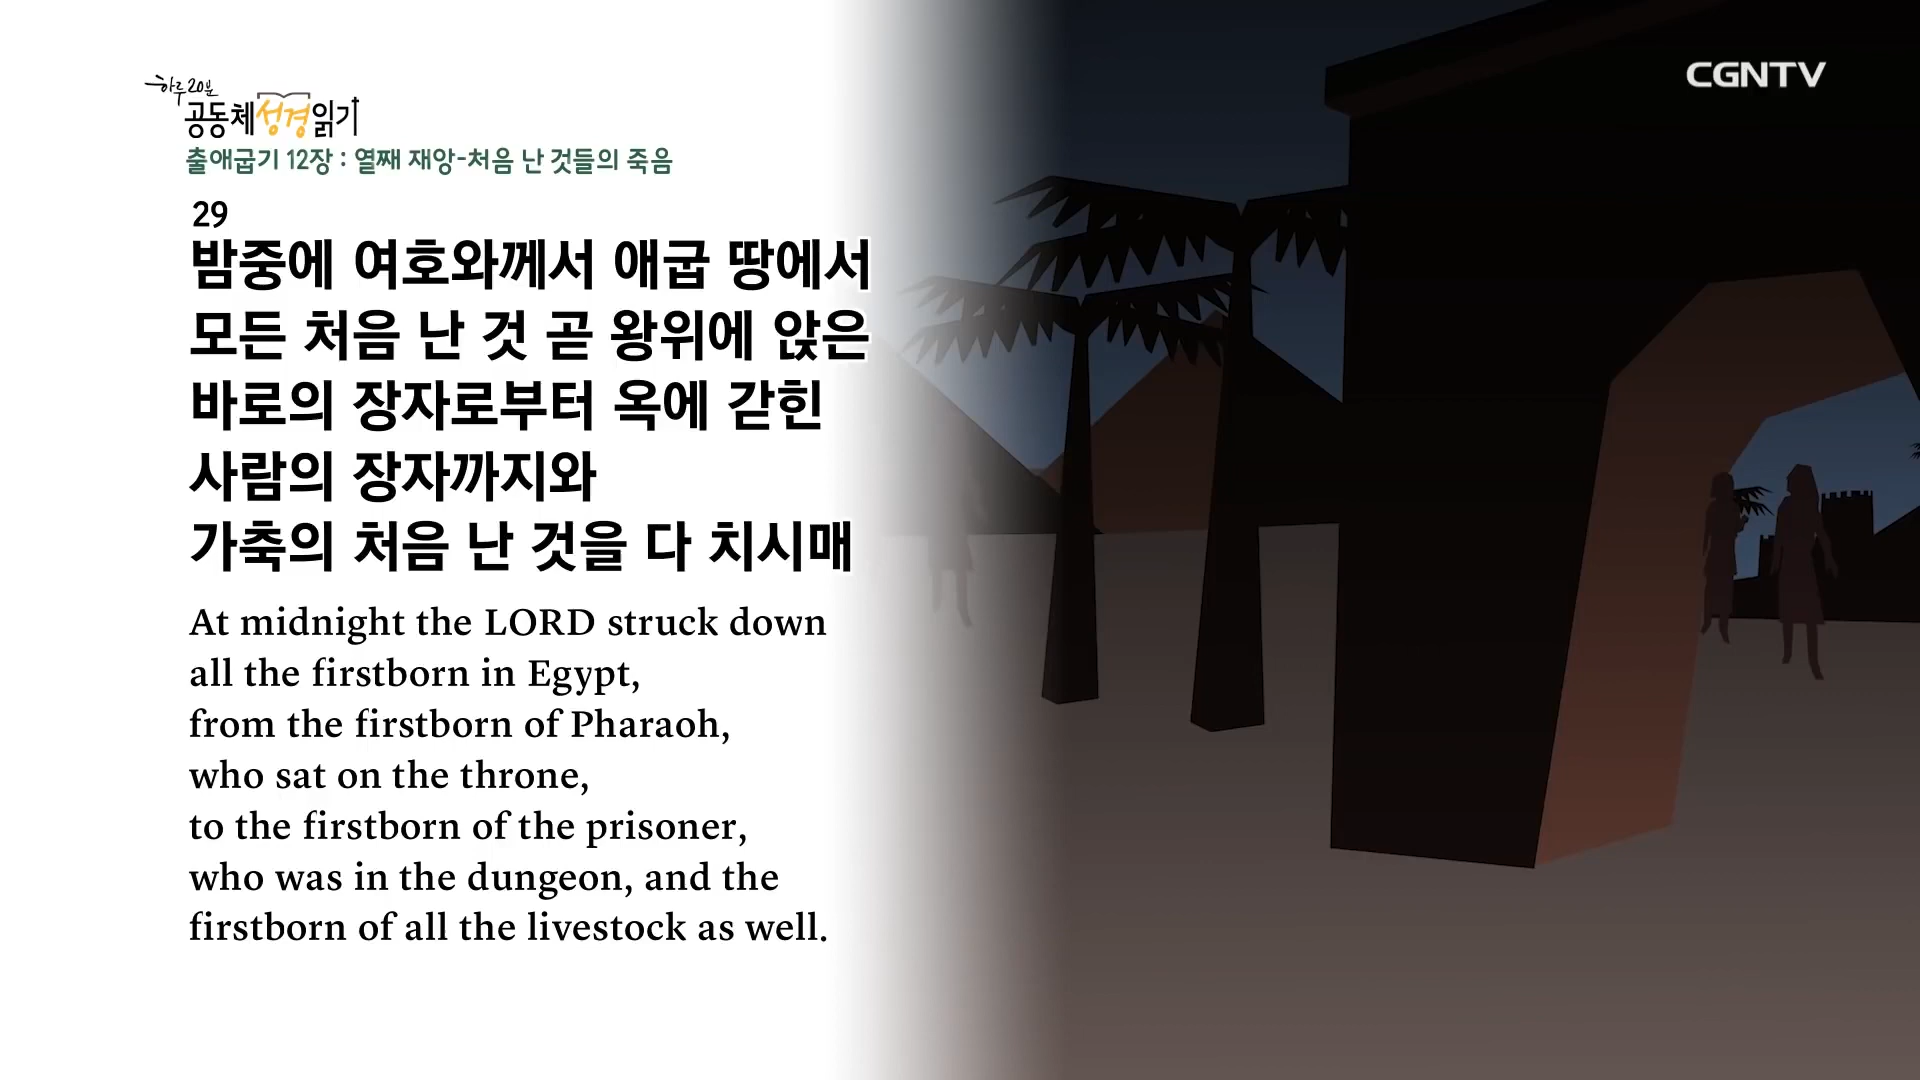 하루 20분
공동체성경읽기
CGNTV
출애굽기 12장 : 열째 재앙-처음 난 것들의 죽음
29
밤중에 여호와께서 애굽 땅에서
모든 처음 난 것 곧 왕위에 앉은
바로의 장자로부터 옥에 갇힌
사람의 장자까지와
가축의 처음 난 것을 다 치시매
At midnight the LORD struck down
all the firstborn in Egypt,
from the firstborn of Pharaoh,
who sat on the throne,
to the firstborn of the prisoner,
who was in the dungeon, and the
firstborn of all the livestock as well.